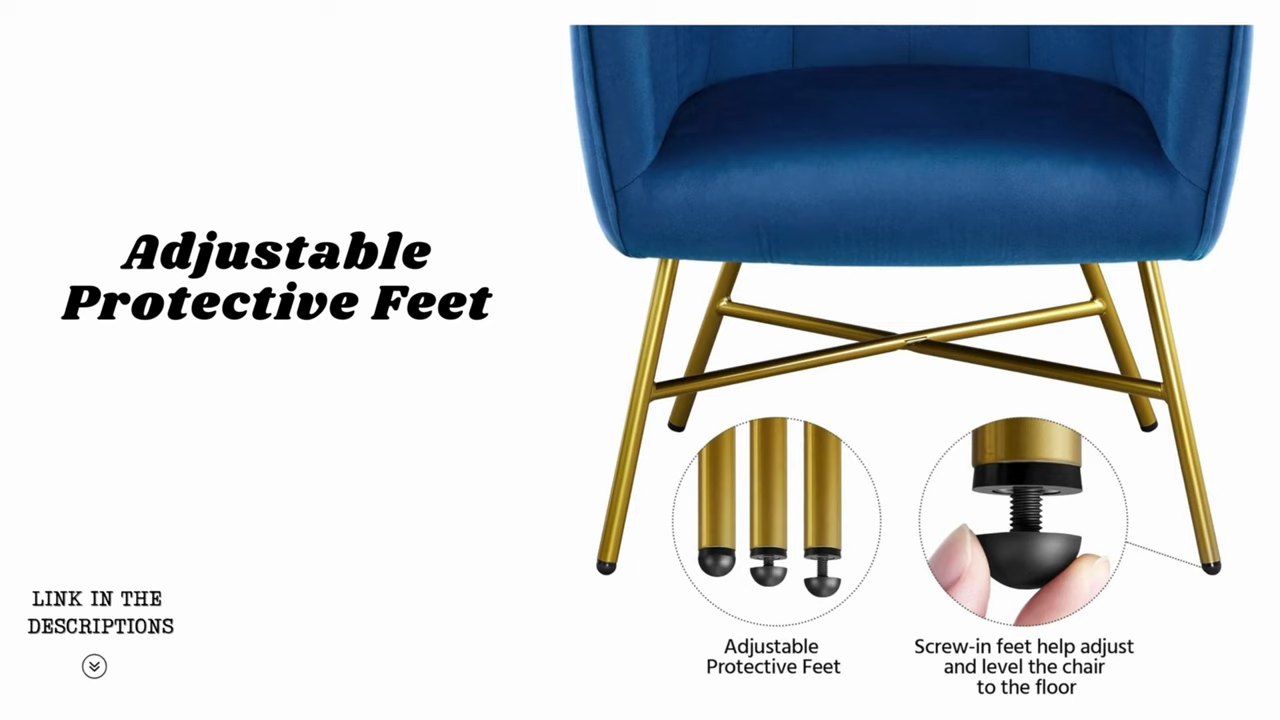 Adjustable
Protective Feet
LINK IN THE
DESCRIPTIONS
Adjustable
Protective Feet
Screw-in feet help adjust
and level the chair
to the floor